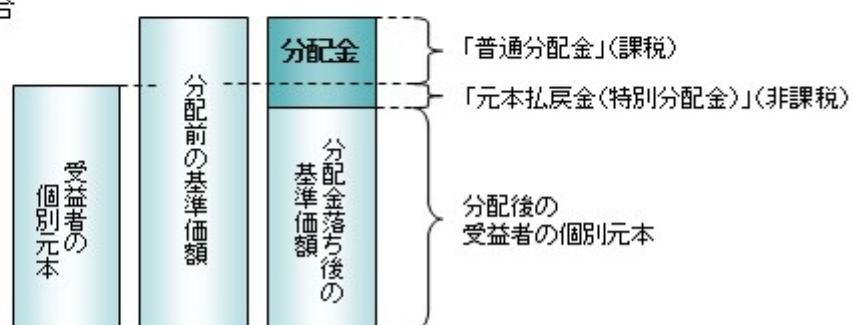 受益者の
個別元本
分配前の基準価額
分配金
分配金落ち後の
基準価額
「普通分配金」(課税)
「元本払戻金(特別分配金)」(非課税)
分配後の
受益者の個別元本